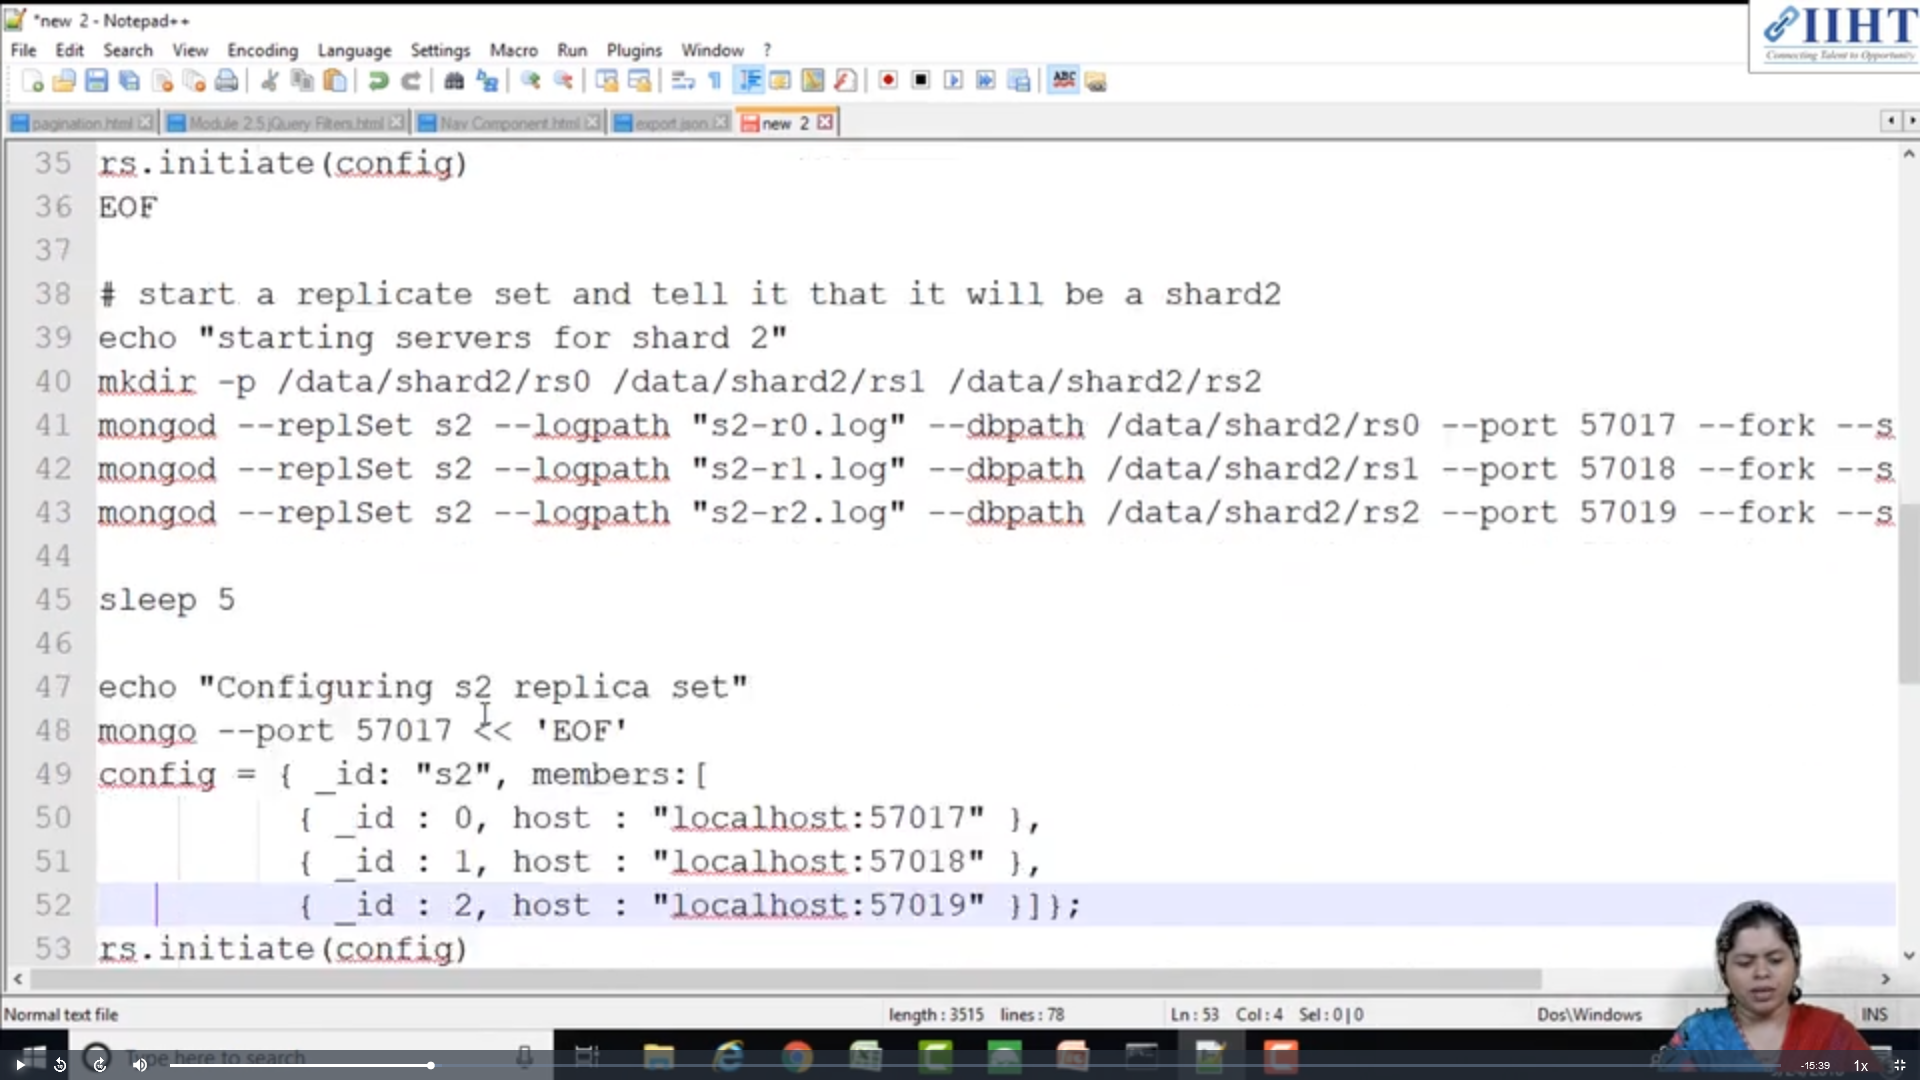 *new 2 - Notepad++
IIHT
Connecting Talent to Opportunity
File Edit Search View Encoding Language Settings Macro Run Plugins Window ?
ABC
pagination.html Module 2.5 jQuery Filters.html Nav Component.html export.json new 2
35 rs.initiate(config)
36 EOF
37
38 # start a replicate set and tell it that it will be a shard2
39 echo "starting servers for shard 2"
40 mkdir -p /data/shard2/rs0 /data/shard2/rs1 /data/shard2/rs2
41 mongod --replSet s2 --logpath "s2-r0.log" --dbpath /data/shard2/rs0 --port 57017 --fork --s
42 mongod --replSet s2 --logpath "s2-r1.log" --dbpath /data/shard2/rs1 --port 57018 --fork --s
43 mongod --replSet s2 --logpath "s2-r2.log" --dbpath /data/shard2/rs2 --port 57019 --fork --s
44
45 sleep 5
46
47 echo "Configuring s2 replica set"
48 mongo --port 57017 << 'EOF'
49 config = { _id: "s2", members:[
50 { _id : 0, host : "localhost:57017" },
51 { _id : 1, host : "localhost:57018" },
52 { _id : 2, host : "localhost:57019" }]};
53 rs.initiate(config)
Normal text file length : 3515 lines : 78 Ln : 53 Col : 4 Sel : 0 | 0 Dos\Windows INS
Type here to search
-15:39 1x